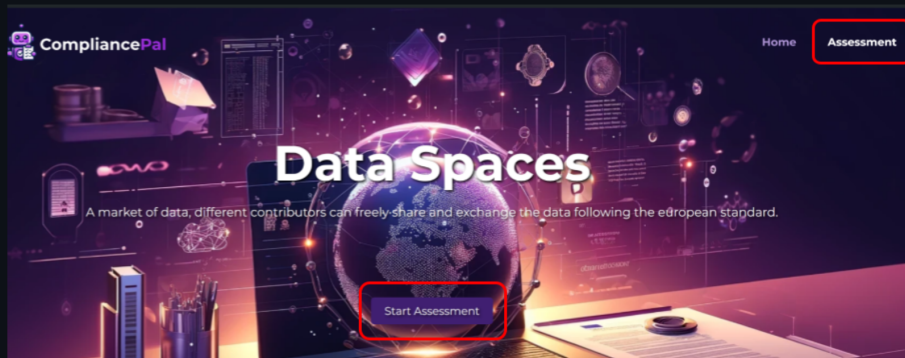 CompliancePal
Home
Assessment
Data Spaces
A market of data, different contributors can freely share and exchange the data following the european standard.
Start Assessment